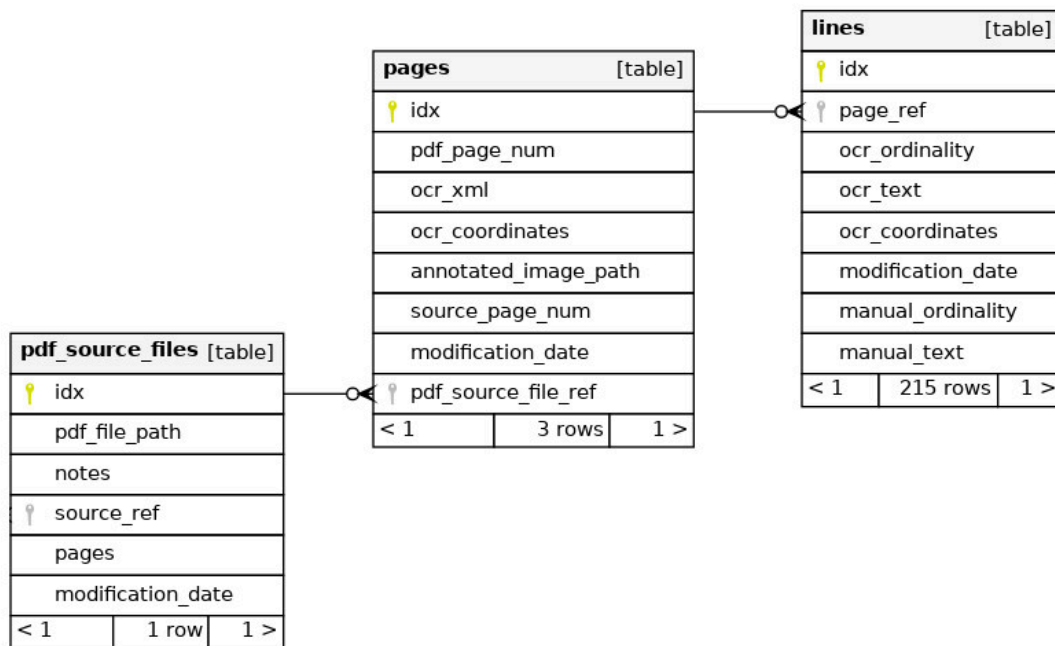 pdf_source_files [table]
idx
pdf_file_path
notes
source_ref
pages
modification_date
< 1 1 row 1 >
pages [table]
idx
pdf_page_num
ocr_xml
ocr_coordinates
annotated_image_path
source_page_num
modification_date
pdf_source_file_ref
< 1 3 rows 1 >
lines [table]
idx
page_ref
ocr_ordinality
ocr_text
ocr_coordinates
modification_date
manual_ordinality
manual_text
< 1 215 rows 1 >